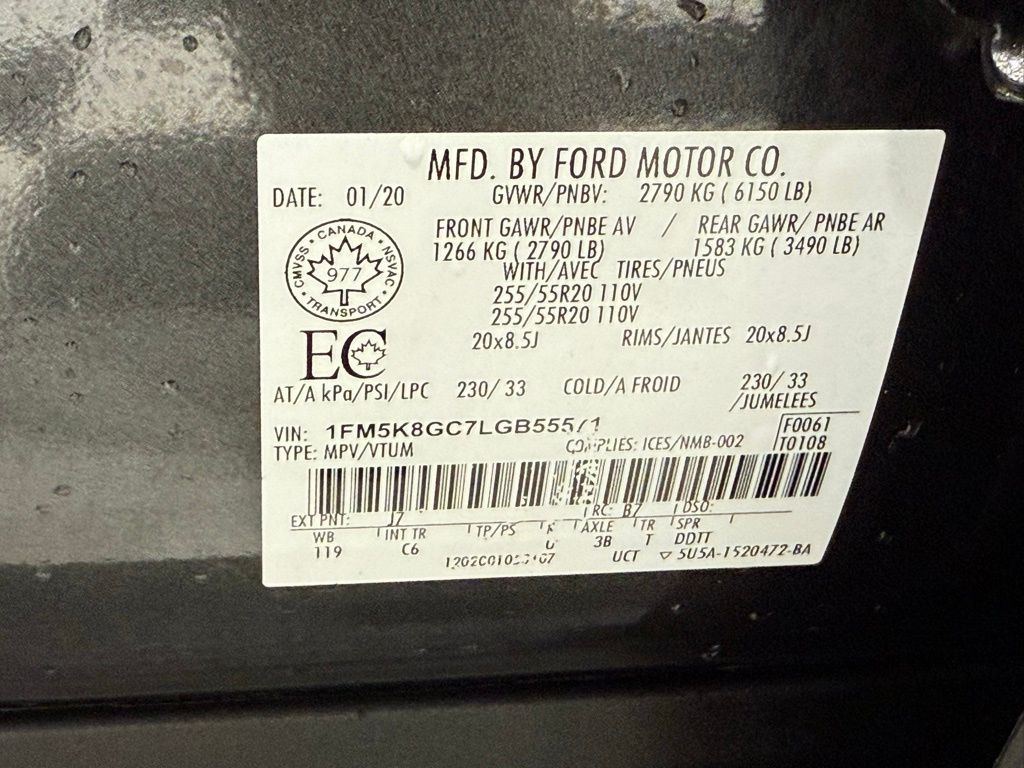 MFD. BY FORD MOTOR CO.
DATE: 01/20 GVWR/PNBV: 2790 KG ( 6150 LB)
FRONT GAWR/PNBE AV / REAR GAWR/ PNBE AR
1266 KG ( 2790 LB) 1583 KG ( 3490 LB)
WITH/AVEC TIRES/PNEUS
255/55R20 110V
255/55R20 110V
20x8.5J RIMS/JANTES 20x8.5J
CANADA
CMVSS 977 NSVAC
TRANSPORT
EC
AT/A kPa/PSI/LPC 230/ 33 COLD/A FROID 230/ 33
/JUMELEES
VIN: F0061
TYPE: MPV/VTUM COMPLIES: ICES/NMB-002 T0108
EXT PNT: J7 RC: B7 DSO:
WB INT TR TP/PS AXLE TR SPR
119 C6 3B T DDTT
UCT ▽ 5U5A-1520472-BA